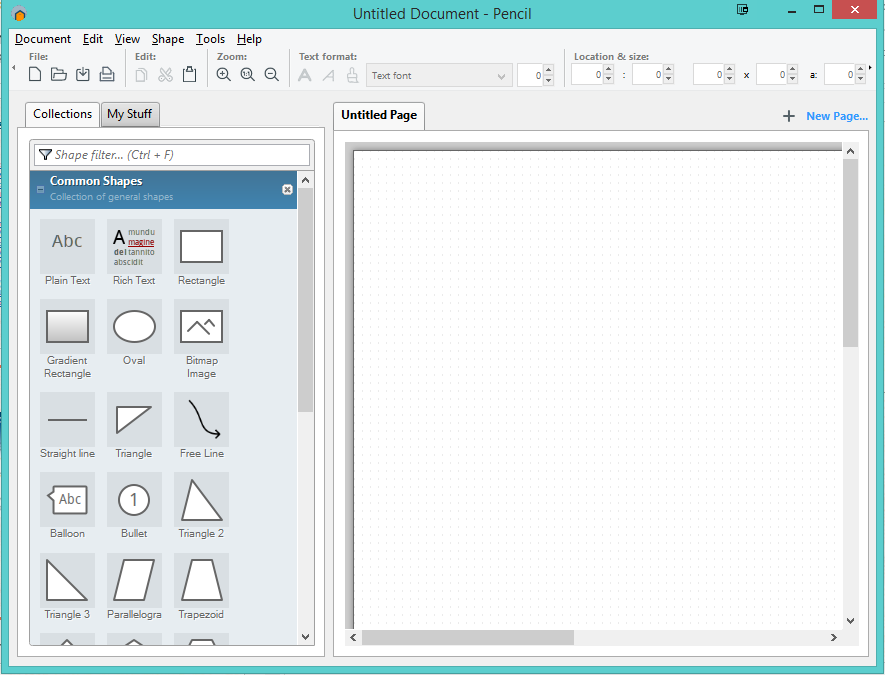 Untitled Document - Pencil
Document Edit View Shape Tools Help
File: Edit: Zoom: Text format: Location & size:
Text font 0 0 : 0 0 x 0 a: 0
Collections My Stuff
Untitled Page
New Page...
Shape filter... (Ctrl + F)
Common Shapes
Collection of general shapes
Abc
A mundu
magine
del tannito
abscidit
Plain Text Rich Text Rectangle
Gradient
Rectangle
Oval
Bitmap
Image
Straight line Triangle Free Line
Abc 1
Balloon Bullet Triangle 2
Triangle 3 Parallelogra Trapezoid